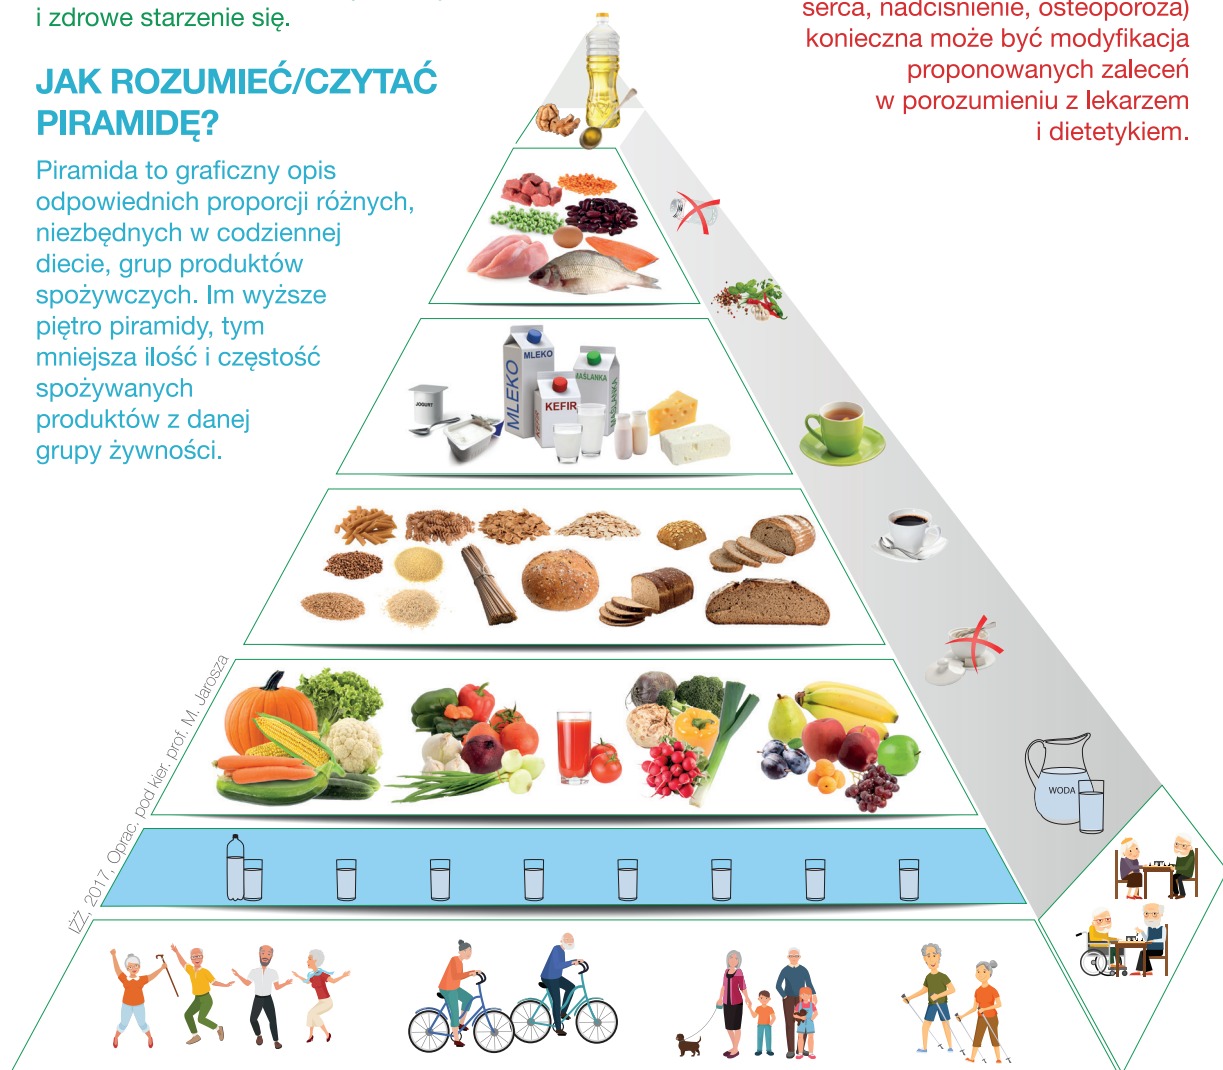 i zdrowe starzenie się.
JAK ROZUMIEĆ/CZYTAĆ
PIRAMIDĘ?
Piramida to graficzny opis
odpowiednich proporcji różnych,
niezbędnych w codziennej
diecie, grup produktów
spożywczych. Im wyższe
piętro piramidy, tym
mniejsza ilość i częstość
spożywanych
produktów z danej
grupy żywności.
serca, nadciśnienie, osteoporoza)
konieczna może być modyfikacja
proponowanych zaleceń
w porozumieniu z lekarzem
i dietetykiem.
JOGURT
MLEKO
MLEKO
KEFIR
MAŚLANKA
MAŚLANKA
WODA
IŻŻ, 2017, Oprac. pod kier. prof. M. Jarosza